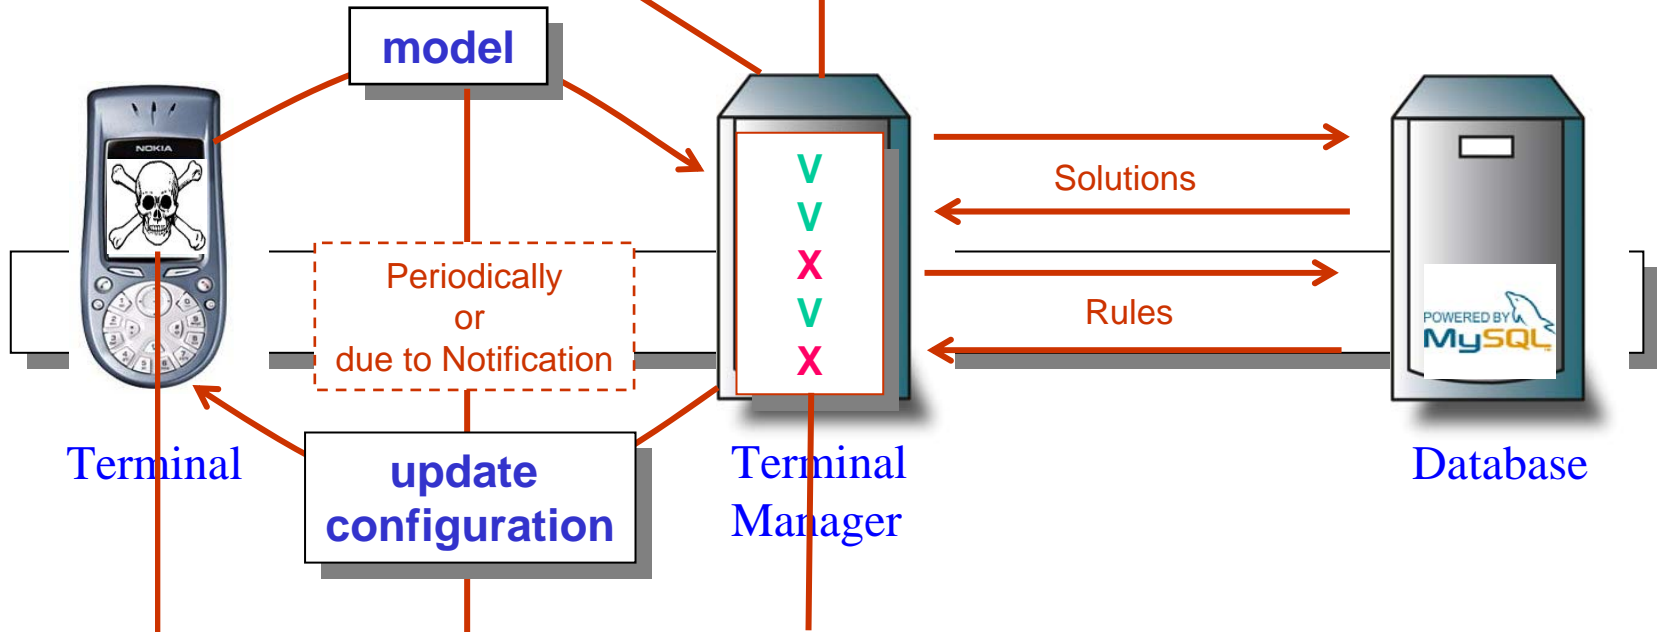 model
NOKIA
V
V
X
V
X
Solutions
Rules
Periodically
or
due to Notification
POWERED BY
MySQL
Terminal
update
configuration
Terminal
Manager
Database